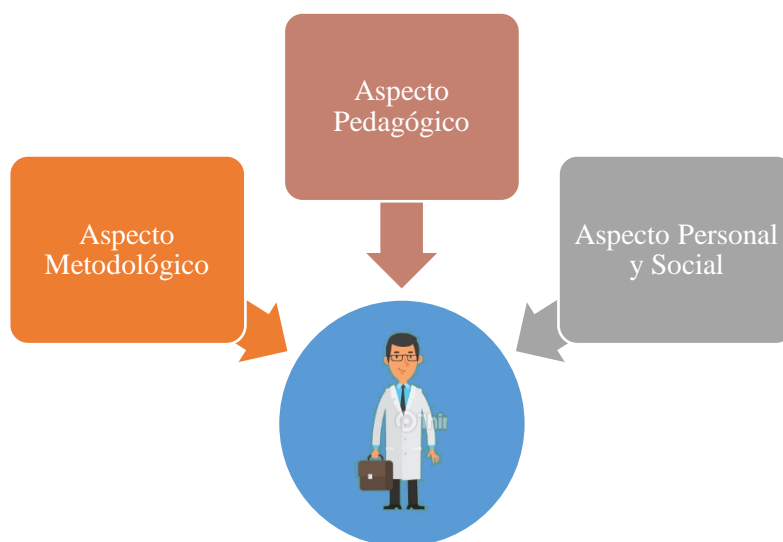 Aspecto
Pedagógico
Aspecto
Metodológico
Aspecto Personal
y Social